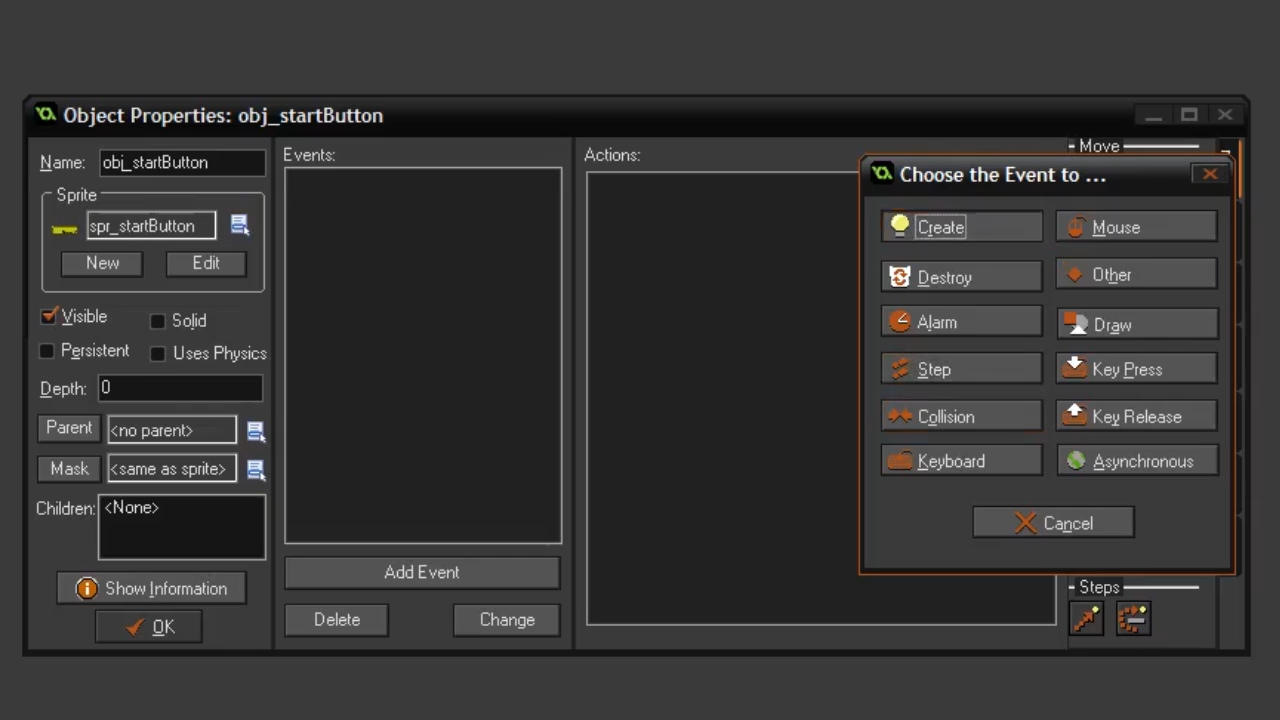 Object Properties: obj_startButton
Name: obj_startButton
Sprite
spr_startButton
New
Edit
Visible
Solid
Persistent
Uses Physics
Depth: 0
Parent
<no parent>
Mask
<same as sprite>
Children:
<None>
Show Information
OK
Events:
Add Event
Delete
Change
Actions:
Move
Choose the Event to ...
Create
Mouse
Destroy
Other
Alarm
Draw
Step
Key Press
Collision
Key Release
Keyboard
Asynchronous
Cancel
Steps